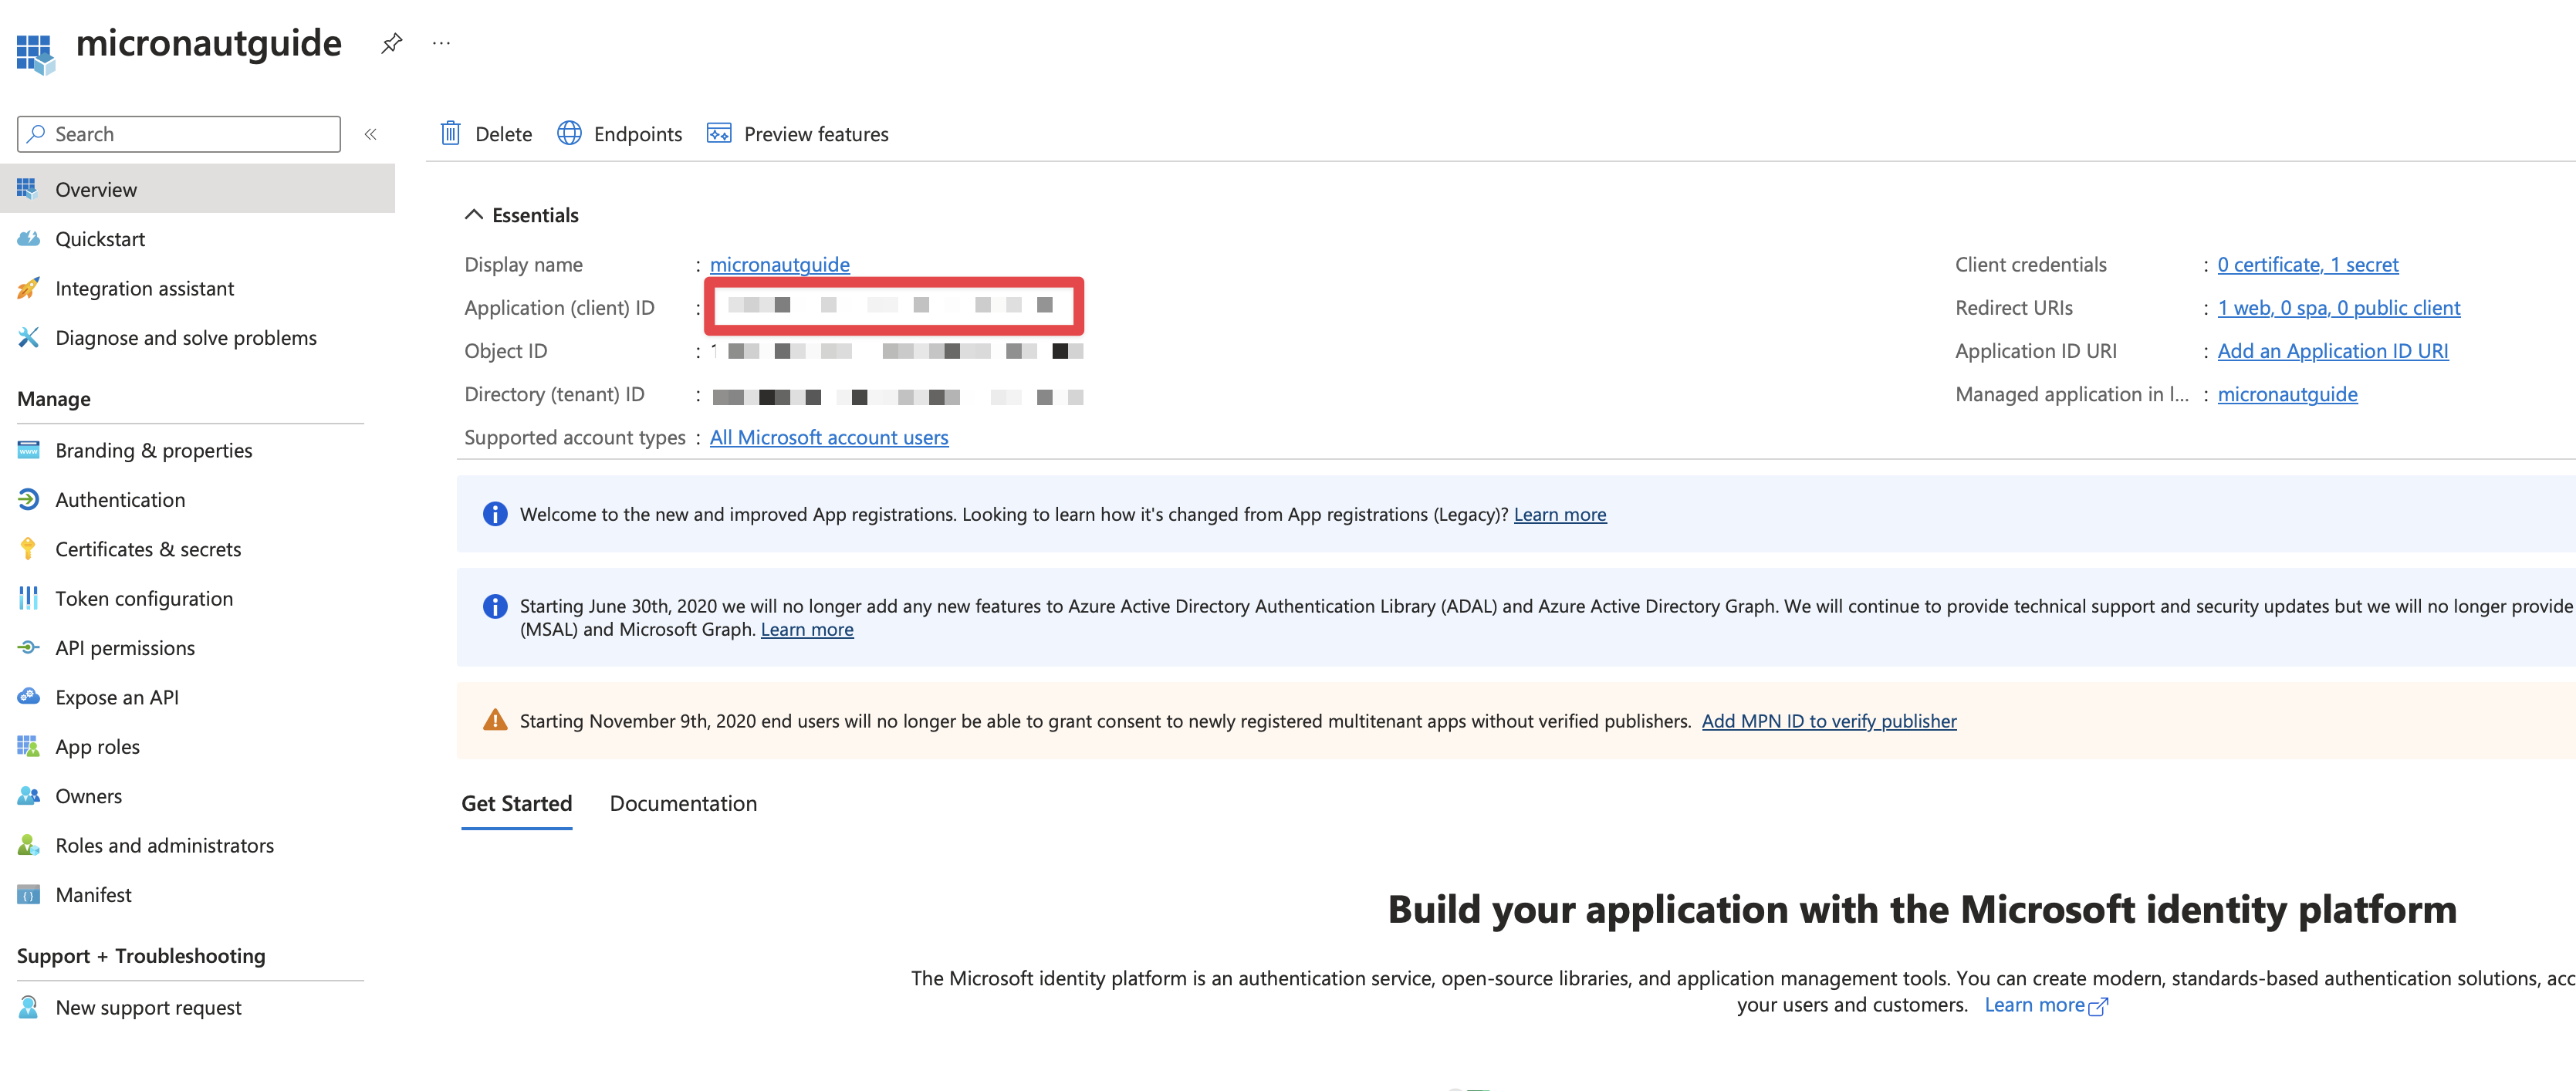 micronautguide
Search
Delete
Endpoints
Preview features
Overview
Quickstart
Integration assistant
Diagnose and solve problems
Manage
Branding & properties
Authentication
Certificates & secrets
Token configuration
API permissions
Expose an API
App roles
Owners
Roles and administrators
Manifest
Support + Troubleshooting
New support request
Essentials
Display name : micronautguide
Application (client) ID :
Object ID :
Directory (tenant) ID :
Supported account types : All Microsoft account users
Client credentials : 0 certificate, 1 secret
Redirect URIs : 1 web, 0 spa, 0 public client
Application ID URI : Add an Application ID URI
Managed application in l... : micronautguide
Welcome to the new and improved App registrations. Looking to learn how it's changed from App registrations (Legacy)? Learn more
Starting June 30th, 2020 we will no longer add any new features to Azure Active Directory Authentication Library (ADAL) and Azure Active Directory Graph. We will continue to provide technical support and security updates but we will no longer provide
(MSAL) and Microsoft Graph. Learn more
Starting November 9th, 2020 end users will no longer be able to grant consent to newly registered multitenant apps without verified publishers. Add MPN ID to verify publisher
Get Started
Documentation
Build your application with the Microsoft identity platform
The Microsoft identity platform is an authentication service, open-source libraries, and application management tools. You can create modern, standards-based authentication solutions, acc
your users and customers. Learn more